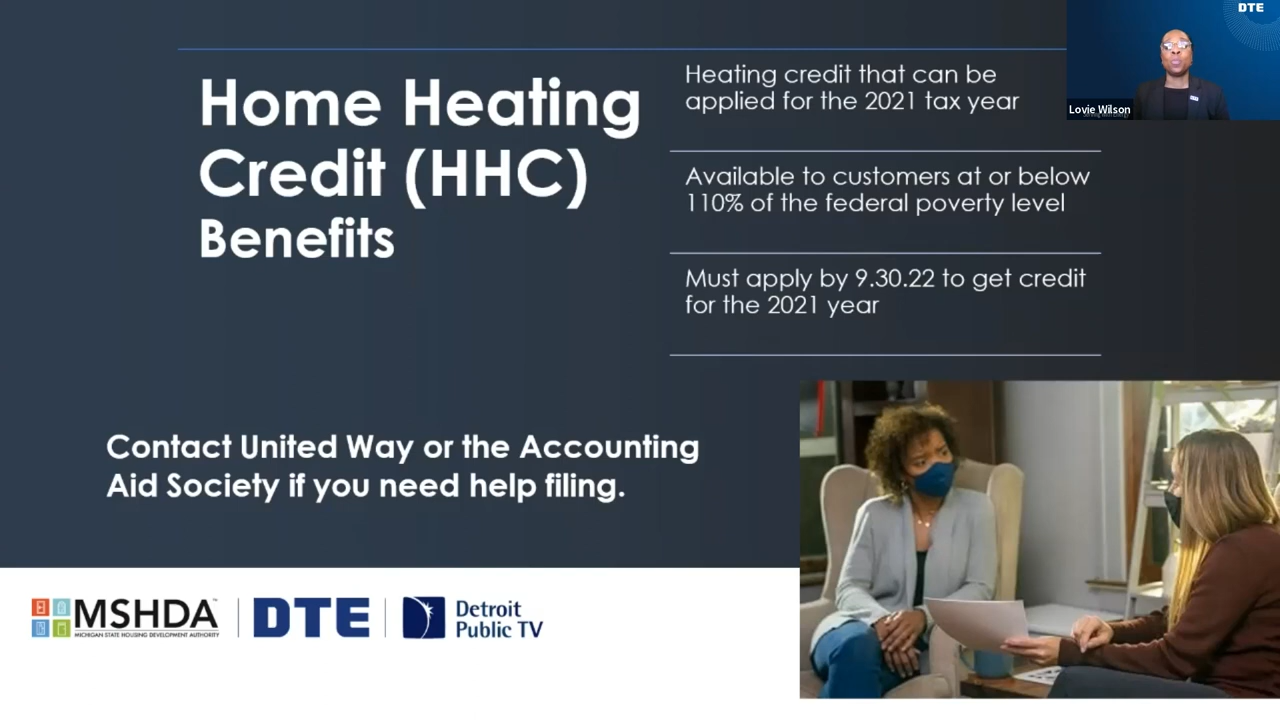 Home Heating
Credit (HHC)
Benefits
Heating credit that can be
applied for the 2021 tax year
Available to customers at or below
110% of the federal poverty level
Must apply by 9.30.22 to get credit
for the 2021 year
Contact United Way or the Accounting
Aid Society if you need help filing.
DTE
Lovie Wilson
MSHDA
MICHIGAN STATE HOUSING DEVELOPMENT AUTHORITY
DTE
Detroit
Public TV